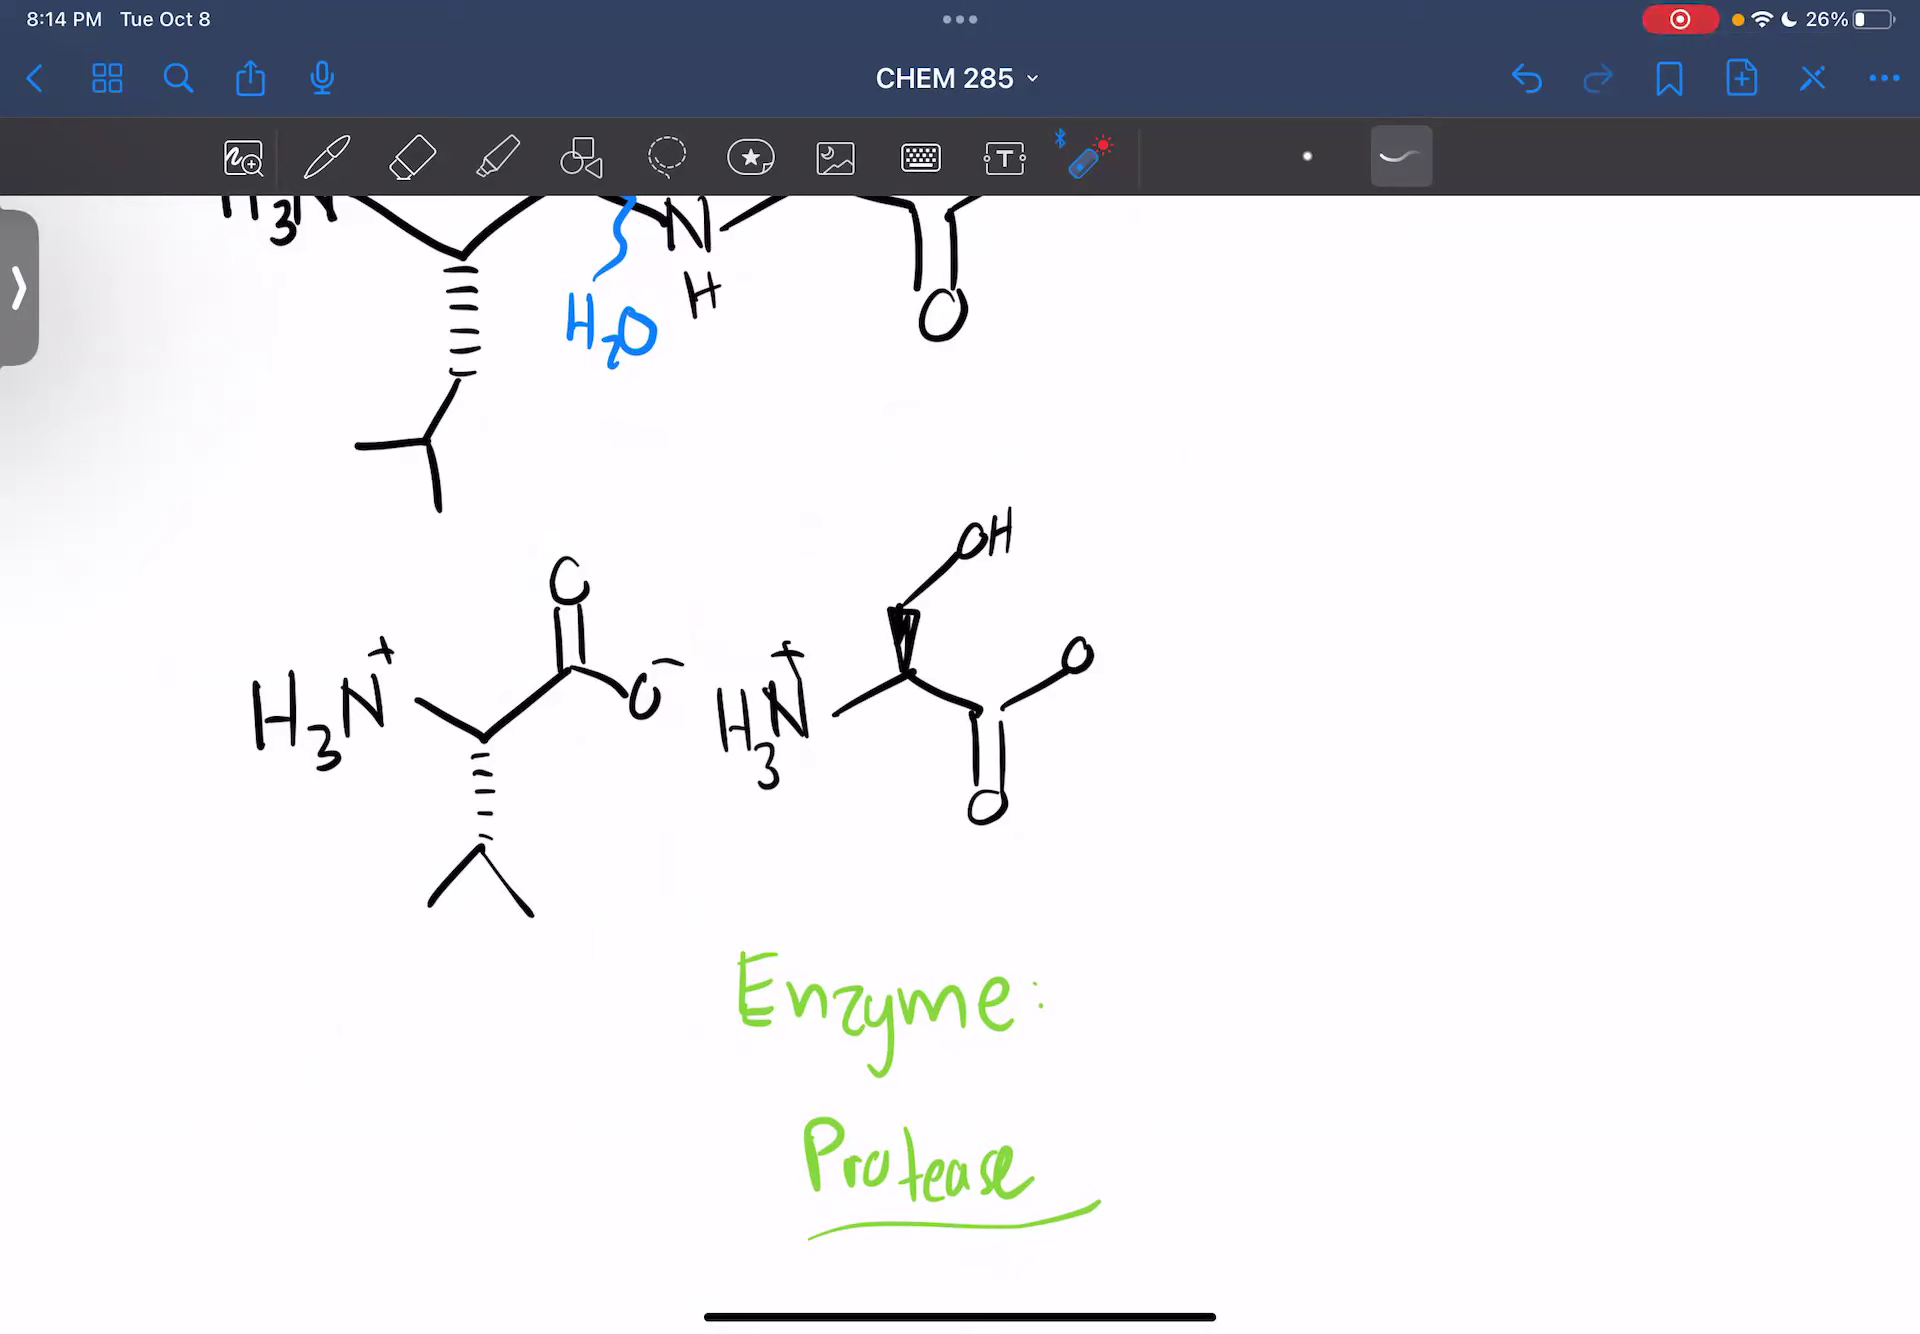 8:14 PM Tue Oct 8
26%
CHEM 285
T
H3N
N
H
H2O
O
OH
C
O
H3N+
O−
H3N+
O
Enzyme:
Protease